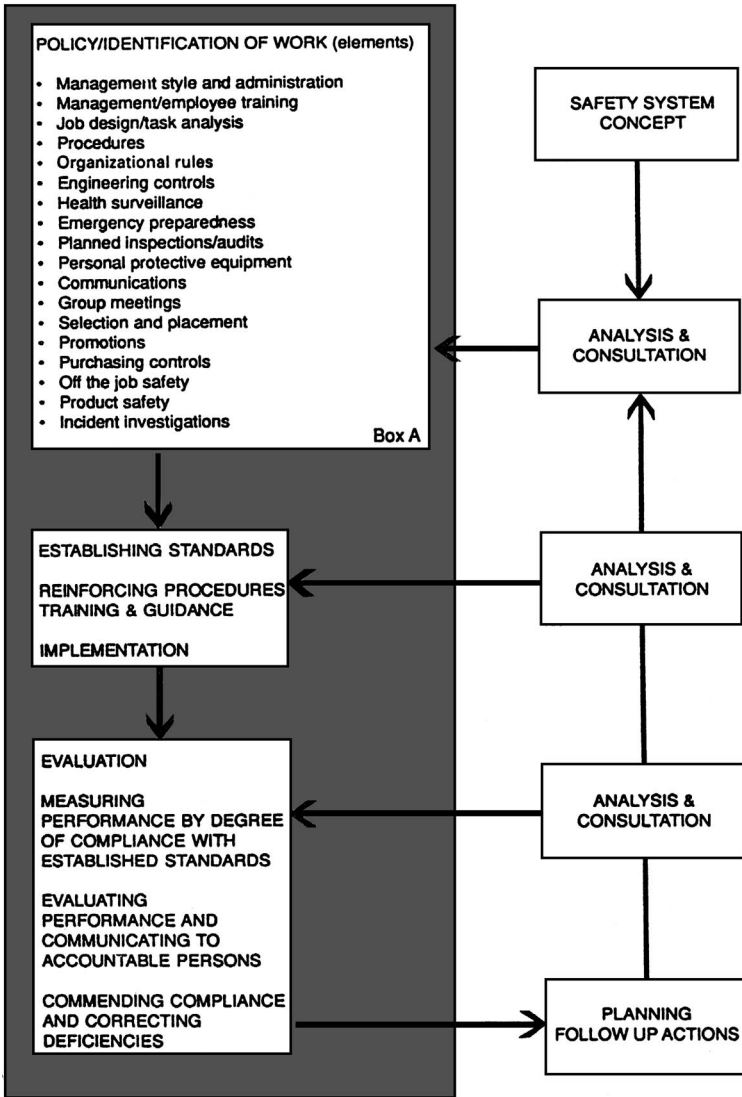 POLICY/IDENTIFICATION OF WORK (elements)
• Management style and administration
• Management/employee training
• Job design/task analysis
• Procedures
• Organizational rules
• Engineering controls
• Health surveillance
• Emergency preparedness
• Planned inspections/audits
• Personal protective equipment
• Communications
• Group meetings
• Selection and placement
• Promotions
• Purchasing controls
• Off the job safety
• Product safety
• Incident investigations
Box A
SAFETY SYSTEM
CONCEPT
ANALYSIS &
CONSULTATION
ESTABLISHING STANDARDS
REINFORCING PROCEDURES
TRAINING & GUIDANCE
IMPLEMENTATION
ANALYSIS &
CONSULTATION
EVALUATION
MEASURING
PERFORMANCE BY DEGREE
OF COMPLIANCE WITH
ESTABLISHED STANDARDS
EVALUATING
PERFORMANCE AND
COMMUNICATING TO
ACCOUNTABLE PERSONS
COMMENDING COMPLIANCE
AND CORRECTING
DEFICIENCIES
ANALYSIS &
CONSULTATION
PLANNING
FOLLOW UP ACTIONS